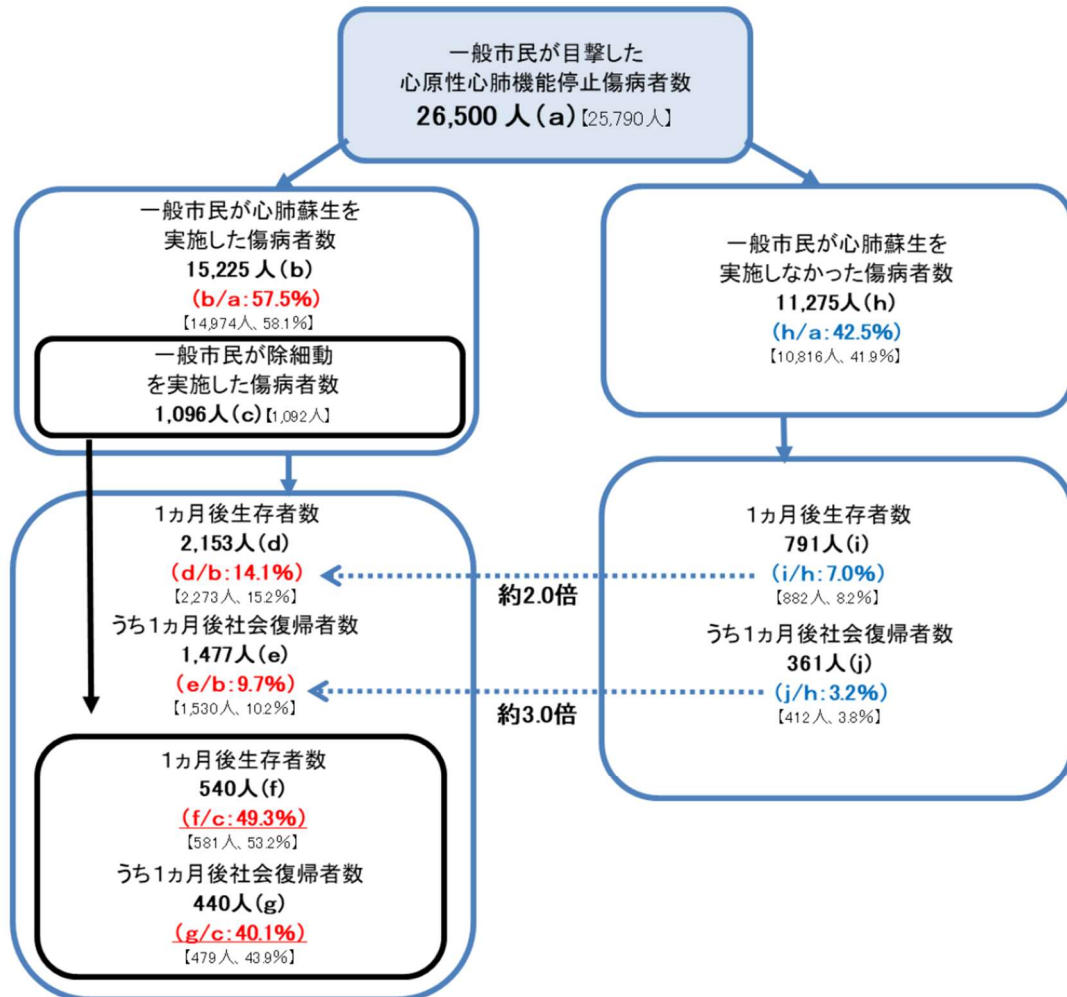 一般市民が目撃した
心原性心肺機能停止傷病者数
26,500 人(a)【25,790人】
一般市民が心肺蘇生を
実施した傷病者数
15,225 人(b)
(b/a:57.5%)
【14,974人、58.1%】
一般市民が除細動
を実施した傷病者数
1,096人(c)【1,092人】
一般市民が心肺蘇生を
実施しなかった傷病者数
11,275人(h)
(h/a:42.5%)
【10,816人、41.9%】
1ヵ月後生存者数
2,153人(d)
(d/b:14.1%)
【2,273人、15.2%】
うち1ヵ月後社会復帰者数
1,477人(e)
(e/b:9.7%)
【1,530人、10.2%】
約2.0倍
約3.0倍
1ヵ月後生存者数
791人(i)
(i/h:7.0%)
【882人、8.2%】
うち1ヵ月後社会復帰者数
361人(j)
(j/h:3.2%)
【412人、3.8%】
1ヵ月後生存者数
540人(f)
(f/c:49.3%)
【581人、53.2%】
うち1ヵ月後社会復帰者数
440人(g)
(g/c:40.1%)
【479人、43.9%】